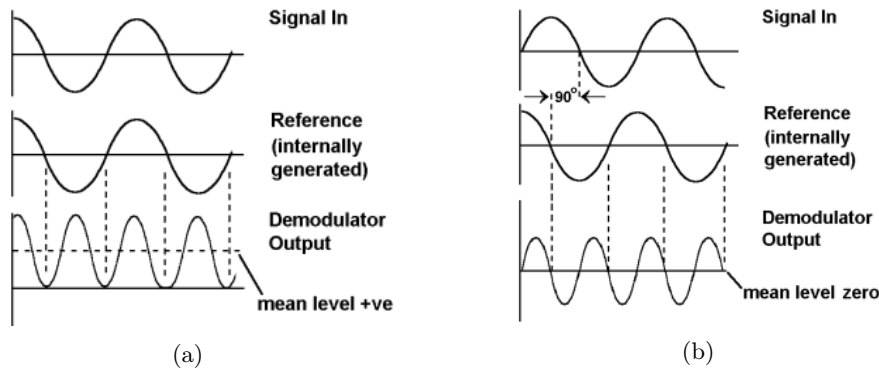 Signal In
Reference
(internally
generated)
Demodulator
Output
mean level +ve
(a)
Signal In
90°
Reference
(internally
generated)
Demodulator
Output
mean level zero
(b)